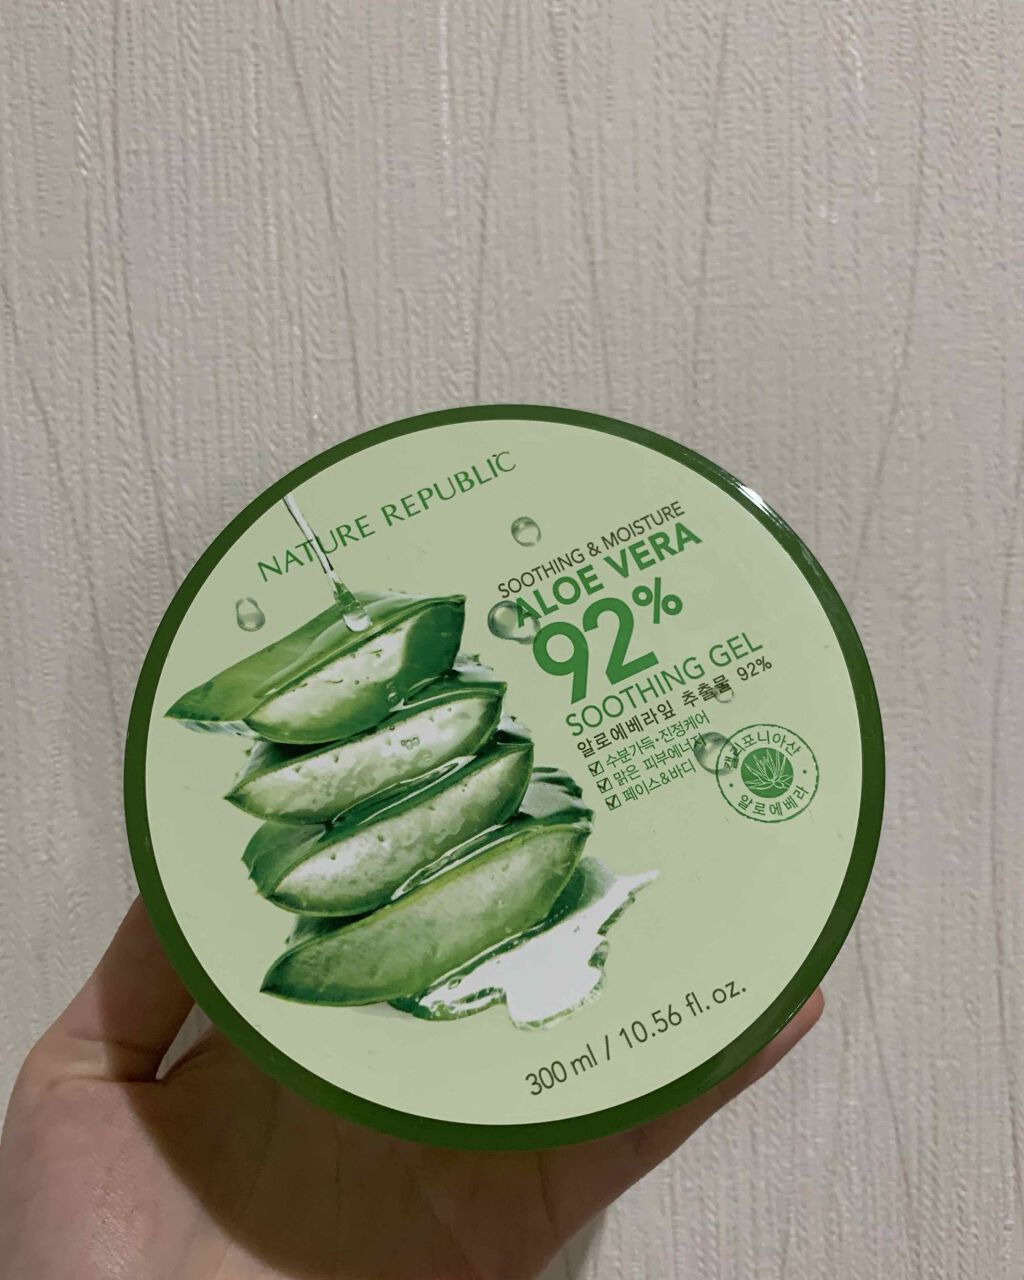 NATURE REPUBLIC
SOOTHING & MOISTURE
ALOE VERA
92%
SOOTHING GEL
알로에베라잎 추출물 92%
☑ 수분가득·진정케어
☑ 맑은 피부에너지
☑ 페이스&바디
캘리포니아산
알로에베라
300 ml / 10.56 fl.oz.